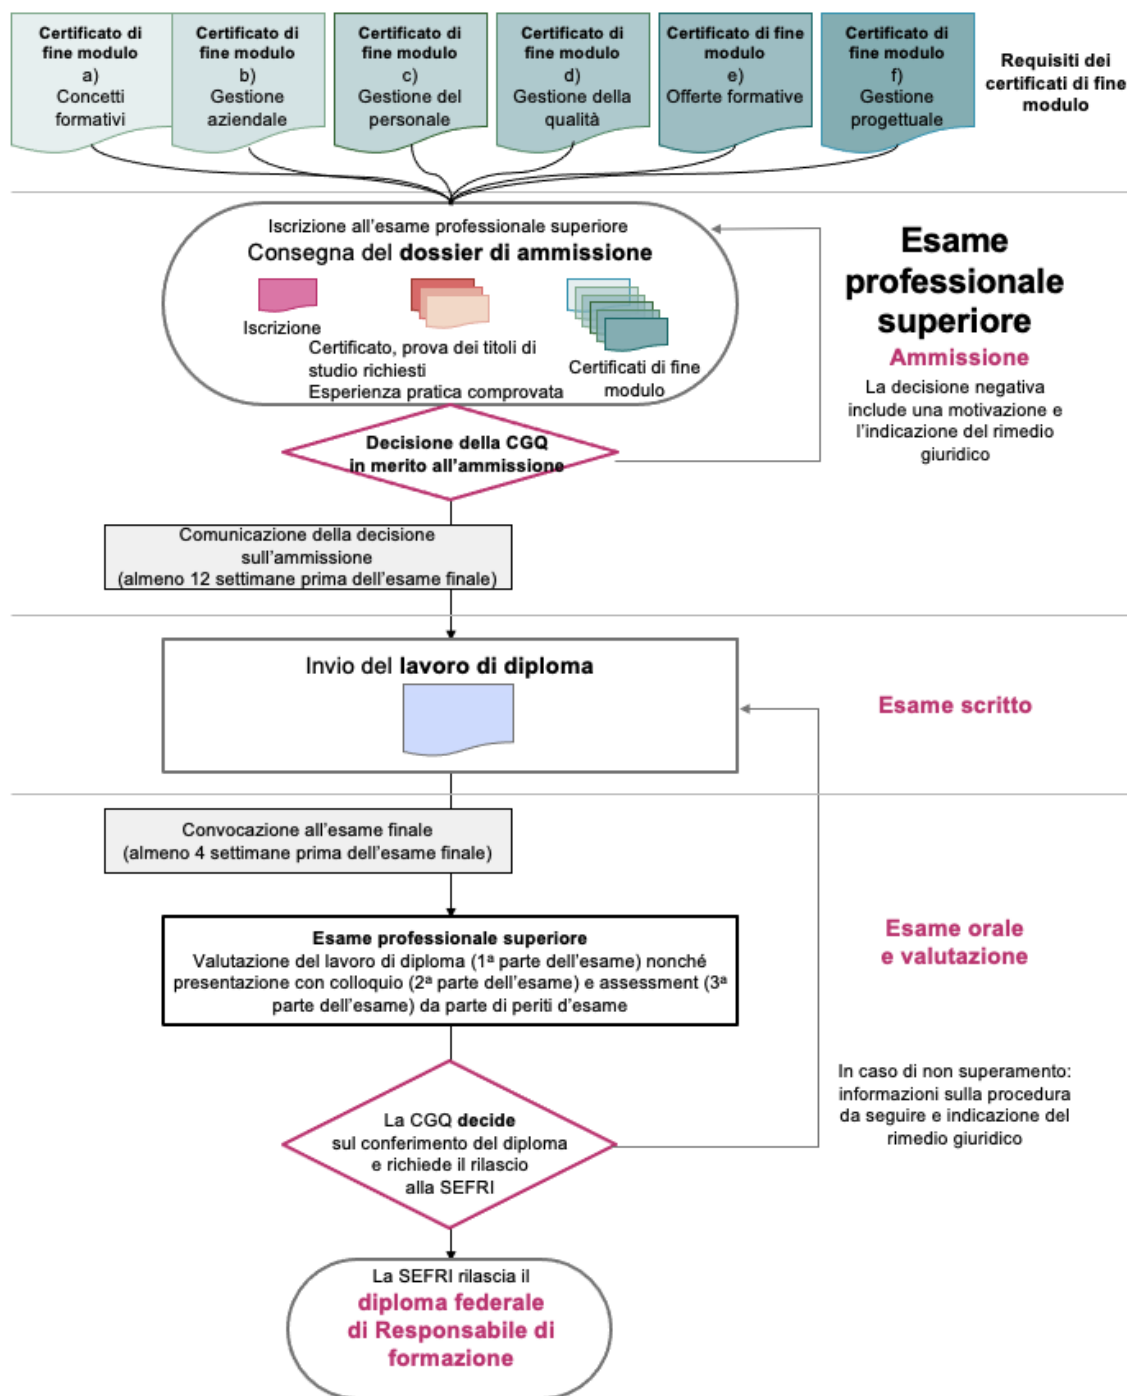 Certificato di
fine modulo
a)
Concetti
formativi
Certificato di
fine modulo
b)
Gestione
aziendale
Certificato di
fine modulo
c)
Gestione del
personale
Certificato di
fine modulo
d)
Gestione della
qualità
Certificato di fine
modulo
e)
Offerte formative
Certificato di
fine modulo
f)
Gestione
progettuale
Requisiti dei
certificati di fine
modulo
Iscrizione all'esame professionale superiore
Consegna del dossier di ammissione
Iscrizione
Certificato, prova dei titoli di
studio richiesti
Esperienza pratica comprovata
Certificati di fine
modulo
Esame
professionale
superiore
Ammissione
La decisione negativa
include una motivazione e
l'indicazione del rimedio
giuridico
Decisione della CGQ
in merito all'ammissione
Comunicazione della decisione
sull'ammissione
(almeno 12 settimane prima dell'esame finale)
Invio del lavoro di diploma
Esame scritto
Convocazione all'esame finale
(almeno 4 settimane prima dell'esame finale)
Esame professionale superiore
Valutazione del lavoro di diploma (1ª parte dell'esame) nonché
presentazione con colloquio (2ª parte dell'esame) e assessment (3ª
parte dell'esame) da parte di periti d'esame
Esame orale
e valutazione
In caso di non superamento:
informazioni sulla procedura
da seguire e indicazione del
rimedio giuridico
La CGQ decide
sul conferimento del diploma
e richiede il rilascio
alla SEFRI
La SEFRI rilascia il
diploma federale
di Responsabile di
formazione